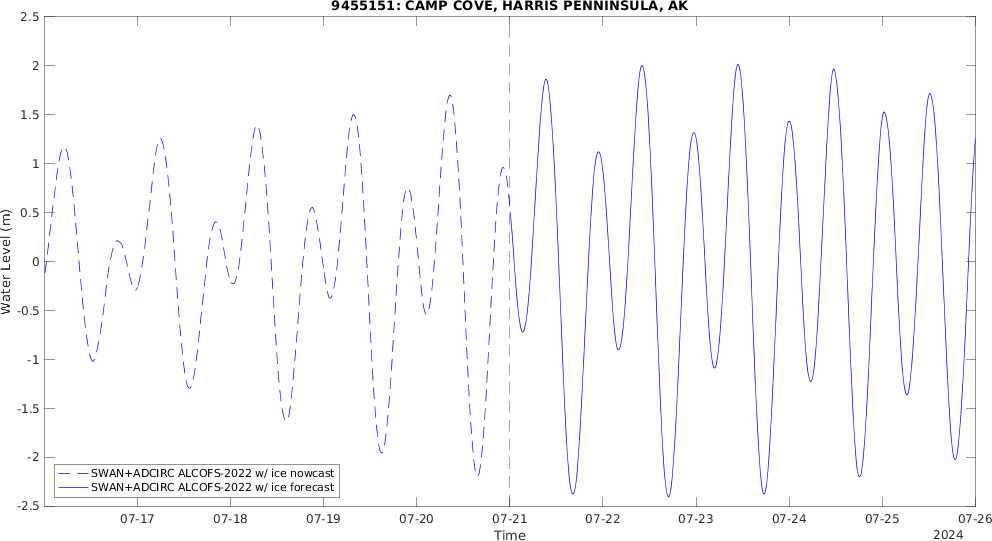 9455151: CAMP COVE, HARRIS PENNINSULA, AK
Water Level (m)
2.5
2
1.5
1
0.5
0
-0.5
-1
-1.5
-2
-2.5
SWAN+ADCIRC ALCOFS-2022 w/ ice nowcast
SWAN+ADCIRC ALCOFS-2022 w/ ice forecast
07-17 07-18 07-19 07-20 07-21 07-22 07-23 07-24 07-25 07-26
Time
2024